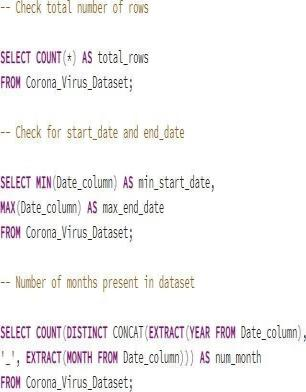 -- Check total number of rows
SELECT COUNT(*) AS total_rows
FROM Corona_Virus_Dataset;
-- Check for start_date and end_date
SELECT MIN(Date_column) AS min_start_date,
MAX(Date_column) AS max_end_date
FROM Corona_Virus_Dataset;
-- Number of months present in dataset
SELECT COUNT(DISTINCT CONCAT(EXTRACT(YEAR FROM Date_column),
'_', EXTRACT(MONTH FROM Date_column))) AS num_month
FROM Corona_Virus_Dataset;